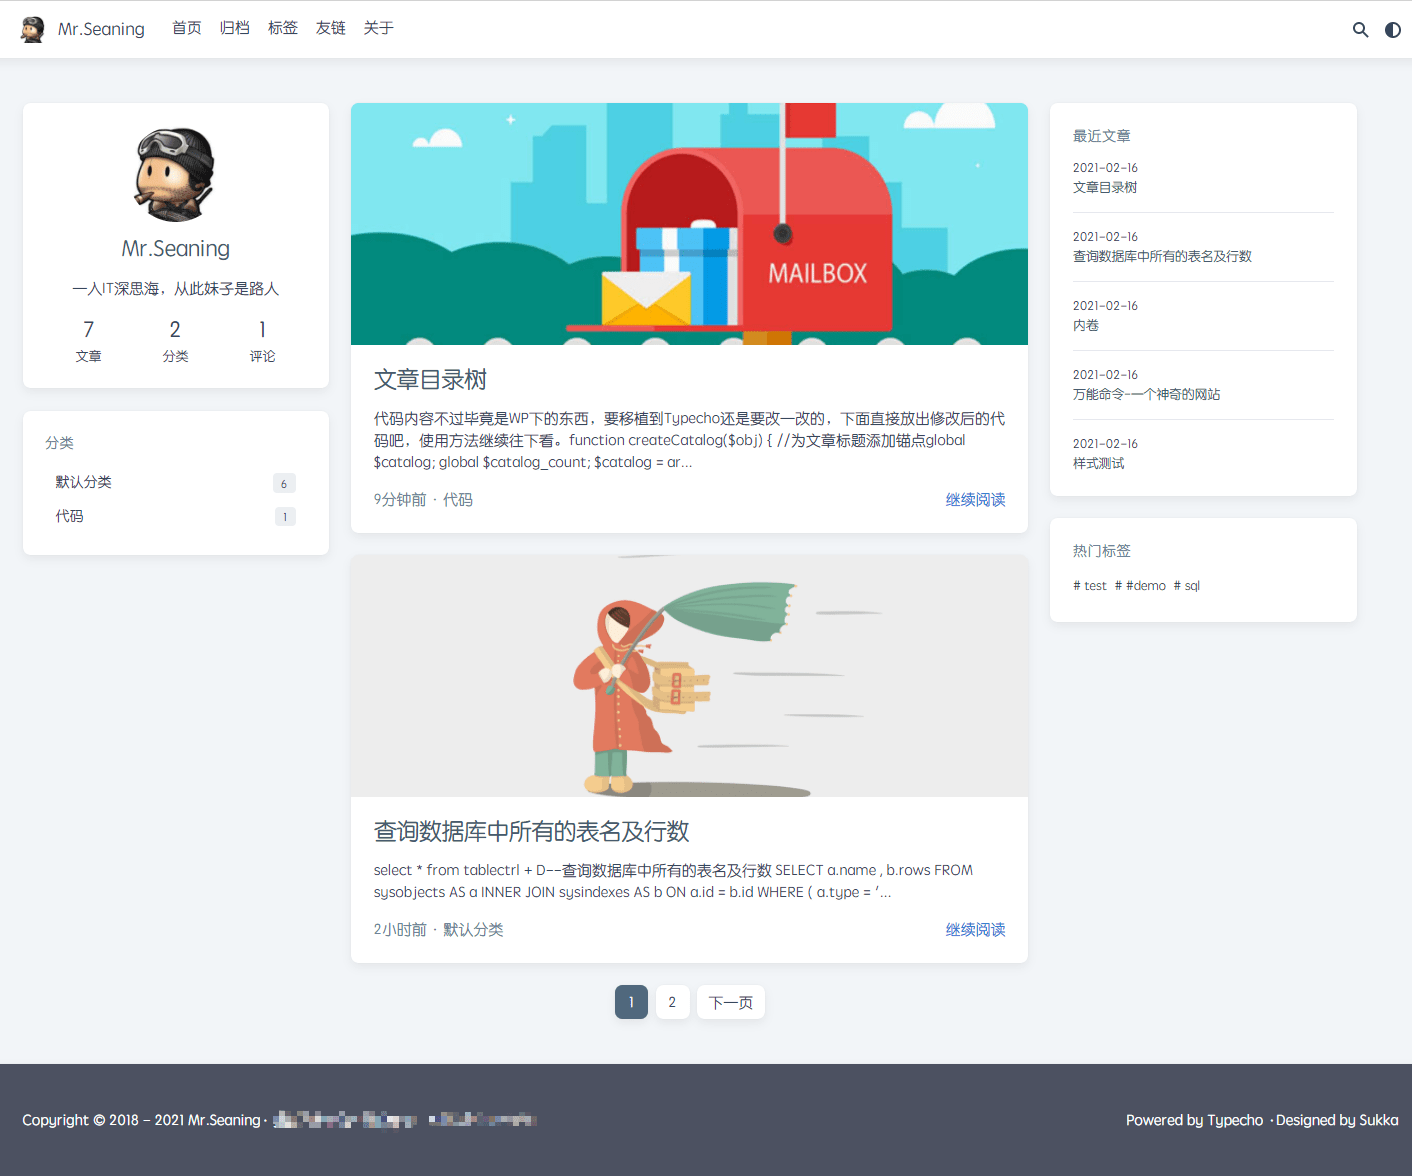 Mr.Seaning 首页 归档 标签 友链 关于
Mr.Seaning
一人IT深思海，从此妹子是路人
7 2 1
文章 分类 评论
分类
默认分类 6
代码 1
MAILBOX
文章目录树
代码内容不过毕竟是WP下的东西，要移植到Typecho还是要改一改的，下面直接放出修改后的代
码吧，使用方法继续往下看。function createCatalog($obj) { //为文章标题添加锚点global
$catalog; global $catalog_count; $catalog = ar...
9分钟前 · 代码 继续阅读
查询数据库中所有的表名及行数
select * from tablectrl + D--查询数据库中所有的表名及行数 SELECT a.name , b.rows FROM
sysobjects AS a INNER JOIN sysindexes AS b ON a.id = b.id WHERE ( a.type = '...
2小时前 · 默认分类 继续阅读
1 2 下一页
最近文章
2021-02-16
文章目录树
2021-02-16
查询数据库中所有的表名及行数
2021-02-16
内卷
2021-02-16
万能命令-一个神奇的网站
2021-02-16
样式测试
热门标签
# test # #demo # sql
Copyright © 2018 - 2021 Mr.Seaning ·
Powered by Typecho · Designed by Sukka